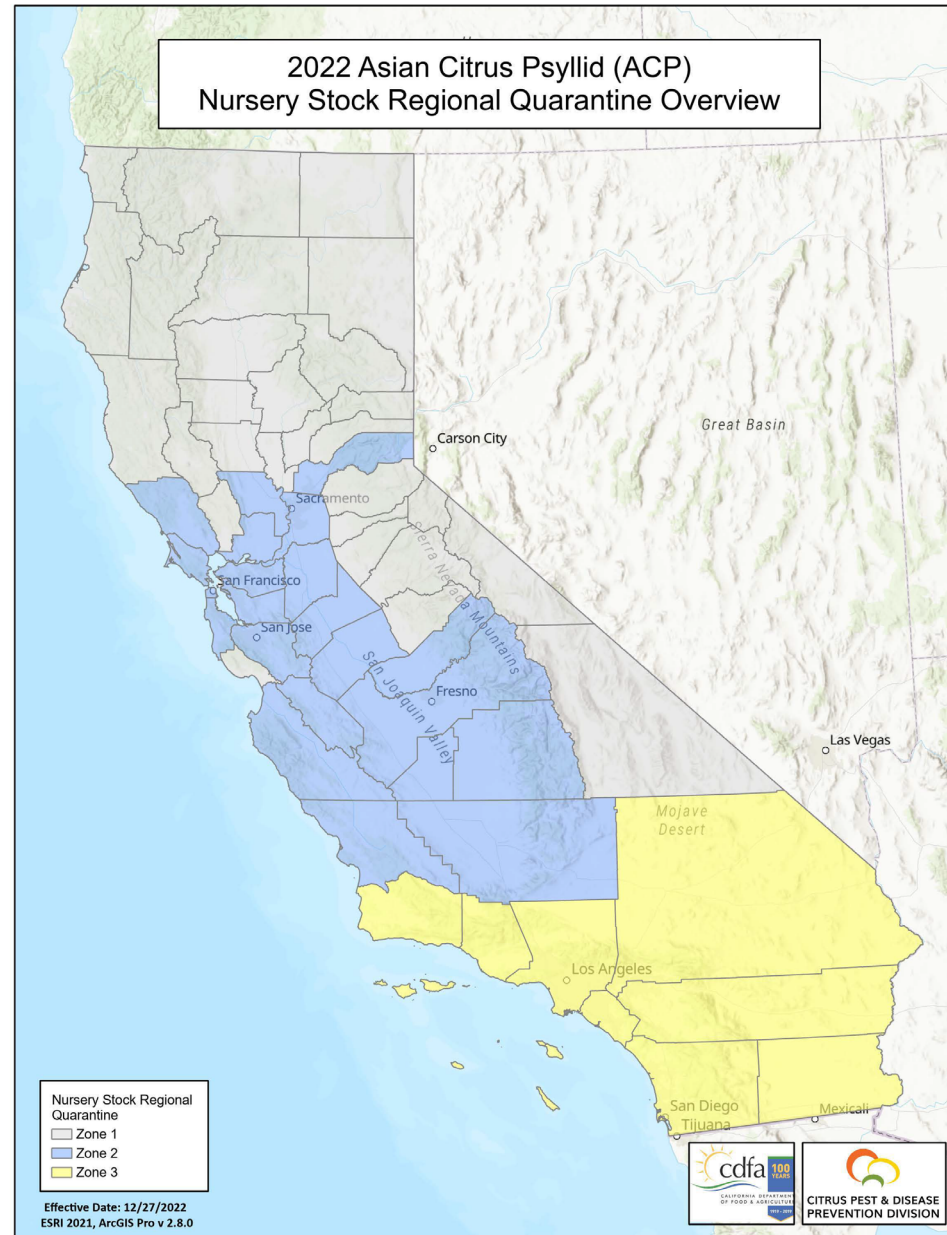 2022 Asian Citrus Psyllid (ACP)
Nursery Stock Regional Quarantine Overview
Carson City
Great Basin
Sacramento
Sierra Nevada Mountains
San Francisco
San Jose
San Joaquin Valley
Fresno
Las Vegas
Mojave
Desert
Los Angeles
San Diego
Tijuana
Mexicali
Nursery Stock Regional
Quarantine
Zone 1
Zone 2
Zone 3
Effective Date: 12/27/2022
ESRI 2021, ArcGIS Pro v 2.8.0
cdfa
100
YEARS
CALIFORNIA DEPARTMENT
OF FOOD & AGRICULTURE
1919 - 2019
CITRUS PEST & DISEASE
PREVENTION DIVISION